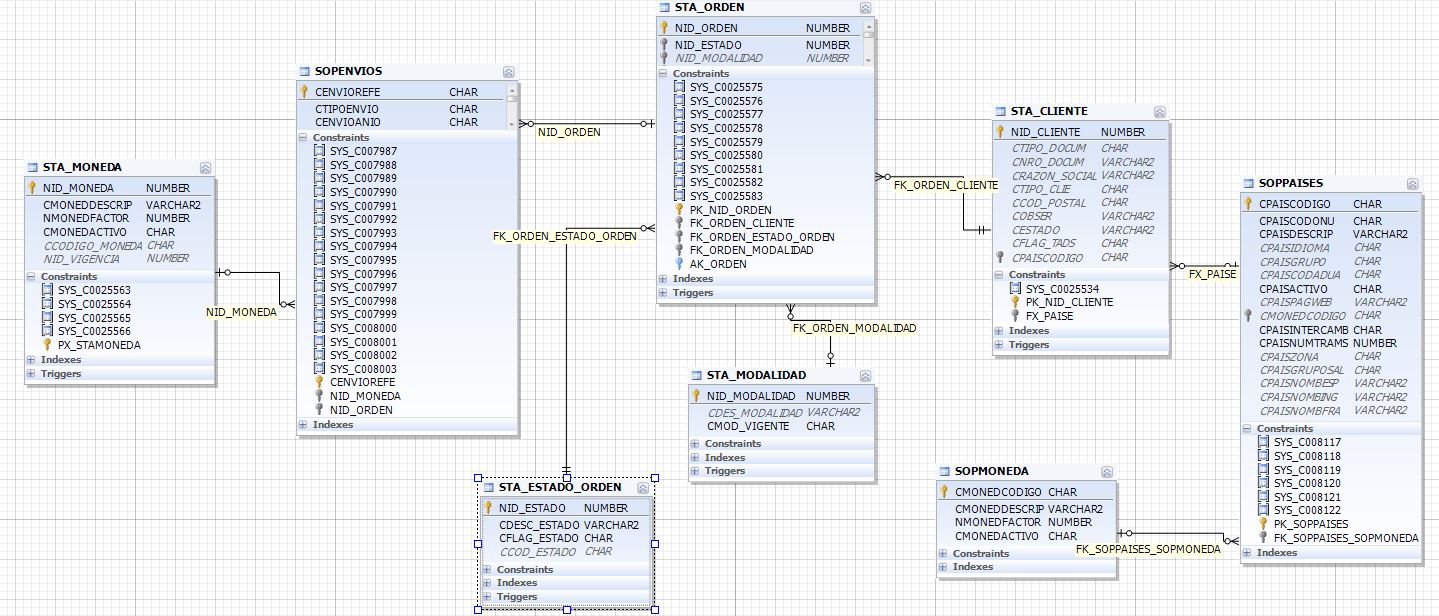 STA_MONEDA
NID_MONEDA NUMBER
CMONEDDESCRIP VARCHAR2
NMONEDFACTOR NUMBER
CMONEDACTIVO CHAR
CCODIGO_MONEDA CHAR
NID_VIGENCIA NUMBER
Constraints
SYS_C0025563
SYS_C0025564
SYS_C0025565
SYS_C0025566
PX_STAMONEDA
Indexes
Triggers
NID_MONEDA
SOPENVIOS
CENVIOREFE CHAR
CTIPOENVIO CHAR
CENVIOANIO CHAR
Constraints
SYS_C007987
SYS_C007988
SYS_C007989
SYS_C007990
SYS_C007991
SYS_C007992
SYS_C007993
SYS_C007994
SYS_C007995
SYS_C007996
SYS_C007997
SYS_C007998
SYS_C007999
SYS_C008000
SYS_C008001
SYS_C008002
SYS_C008003
CENVIOREFE
NID_MONEDA
NID_ORDEN
Indexes
NID_ORDEN
FK_ORDEN_ESTADO_ORDEN
STA_ORDEN
NID_ORDEN NUMBER
NID_ESTADO NUMBER
NID_MODALIDAD NUMBER
Constraints
SYS_C0025575
SYS_C0025576
SYS_C0025577
SYS_C0025578
SYS_C0025579
SYS_C0025580
SYS_C0025581
SYS_C0025582
SYS_C0025583
PK_NID_ORDEN
FK_ORDEN_CLIENTE
FK_ORDEN_ESTADO_ORDEN
FK_ORDEN_MODALIDAD
AK_ORDEN
Indexes
Triggers
FK_ORDEN_CLIENTE
FK_ORDEN_MODALIDAD
STA_MODALIDAD
NID_MODALIDAD NUMBER
CDES_MODALIDAD VARCHAR2
CMOD_VIGENTE CHAR
Constraints
Indexes
Triggers
STA_ESTADO_ORDEN
NID_ESTADO NUMBER
CDESC_ESTADO VARCHAR2
CFLAG_ESTADO CHAR
CCOD_ESTADO CHAR
Constraints
Indexes
Triggers
STA_CLIENTE
NID_CLIENTE NUMBER
CTIPO_DOCUM CHAR
CNRO_DOCUM VARCHAR2
CRAZON_SOCIAL VARCHAR2
CTIPO_CLIE CHAR
CCOD_POSTAL CHAR
COBSER VARCHAR2
CESTADO VARCHAR2
CFLAG_TADS CHAR
CPAISCODIGO CHAR
Constraints
SYS_C0025534
PK_NID_CLIENTE
FX_PAISE
Indexes
Triggers
FX_PAISE
SOPMONEDA
CMONEDCODIGO CHAR
CMONEDDESCRIP VARCHAR2
NMONEDFACTOR NUMBER
CMONEDACTIVO CHAR
Constraints
Indexes
FK_SOPPAISES_SOPMONEDA
SOPPAISES
CPAISCODIGO CHAR
CPAISCODONU CHAR
CPAISDESCRIP VARCHAR2
CPAISIDIOMA CHAR
CPAISGRUPO CHAR
CPAISCODADUA CHAR
CPAISACTIVO CHAR
CPAISPAGWEB VARCHAR2
CMONEDCODIGO CHAR
CPAISINTERCAMB CHAR
CPAISNUMTRAMS NUMBER
CPAISZONA CHAR
CPAISGRUPOSAL CHAR
CPAISNOMBESP VARCHAR2
CPAISNOMBING VARCHAR2
CPAISNOMBFRA VARCHAR2
Constraints
SYS_C008117
SYS_C008118
SYS_C008119
SYS_C008120
SYS_C008121
SYS_C008122
PK_SOPPAISES
FK_SOPPAISES_SOPMONEDA
Indexes